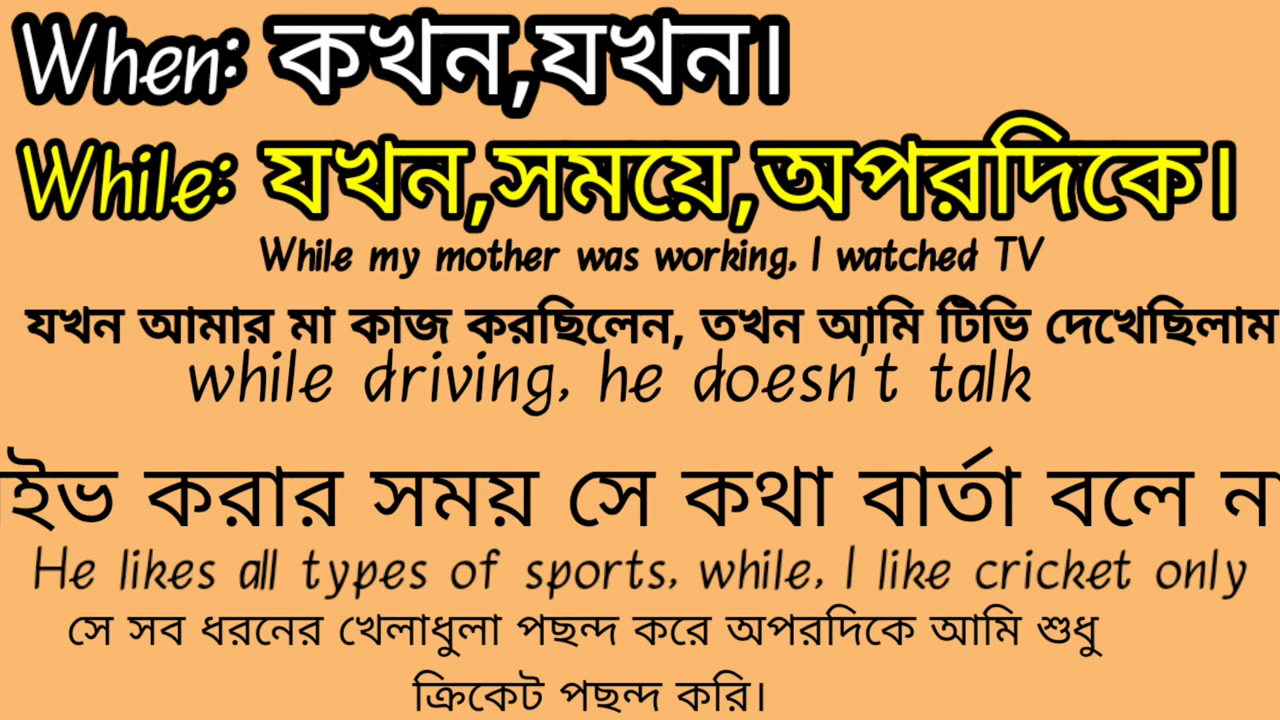 When: কখন,যখন।
While: যখন,সময়ে,অপরদিকে।
While my mother was working, I watched TV
যখন আমার মা কাজ করছিলেন, তখন আমি টিভি দেখেছিলাম
while driving, he doesn't talk
করার সময় সে কথা বার্তা বলে
He likes all types of sports, while, I like cricket only
সে সব ধরনের খেলাধুলা পছন্দ করে অপরদিকে আমি শুধু
ক্রিকেট পছন্দ করি।